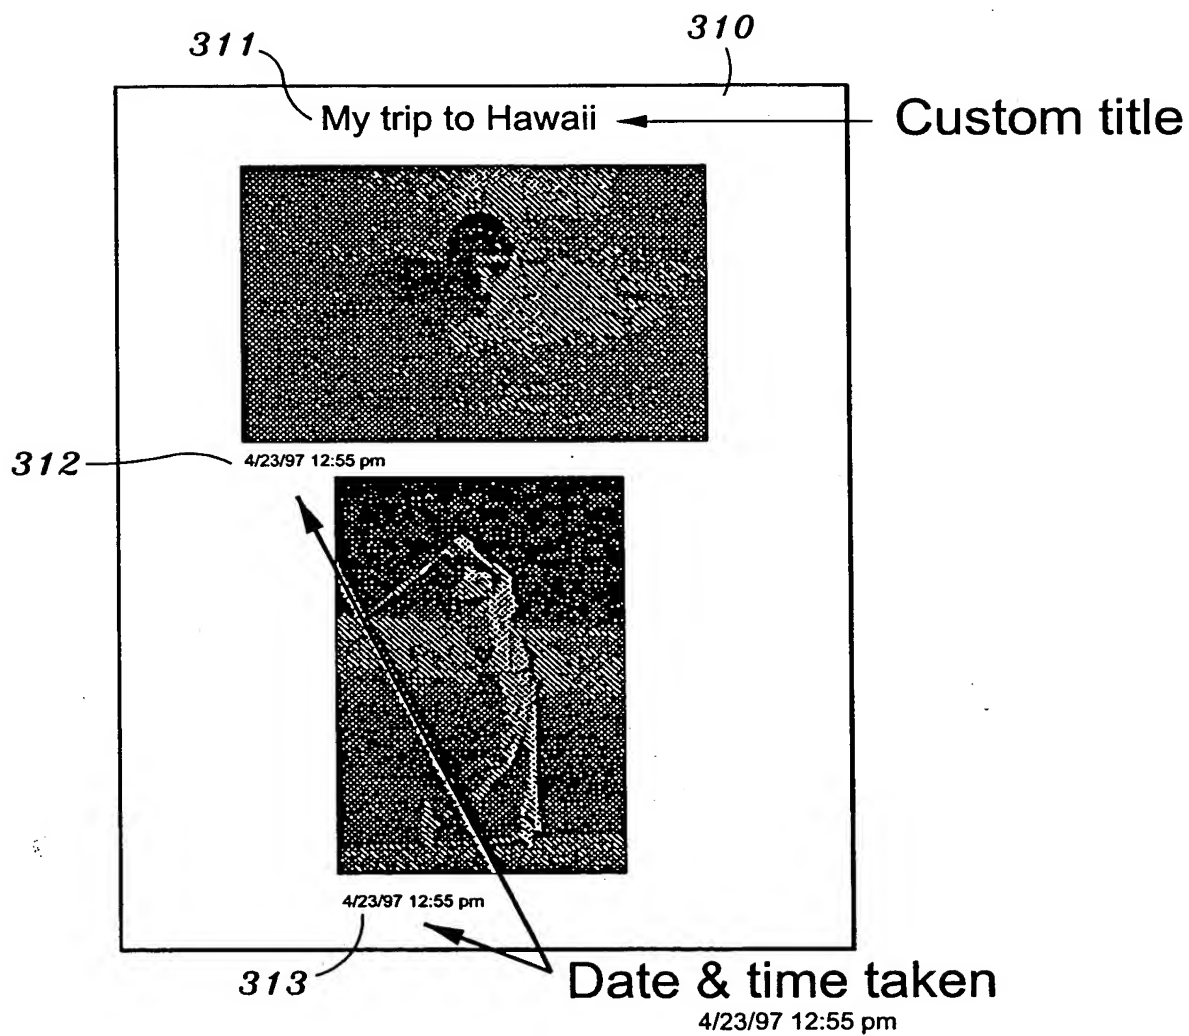 311
310
My trip to Hawaii
Custom title
312
4/23/97 12:55 pm
4/23/97 12:55 pm
313
Date & time taken
4/23/97 12:55 pm